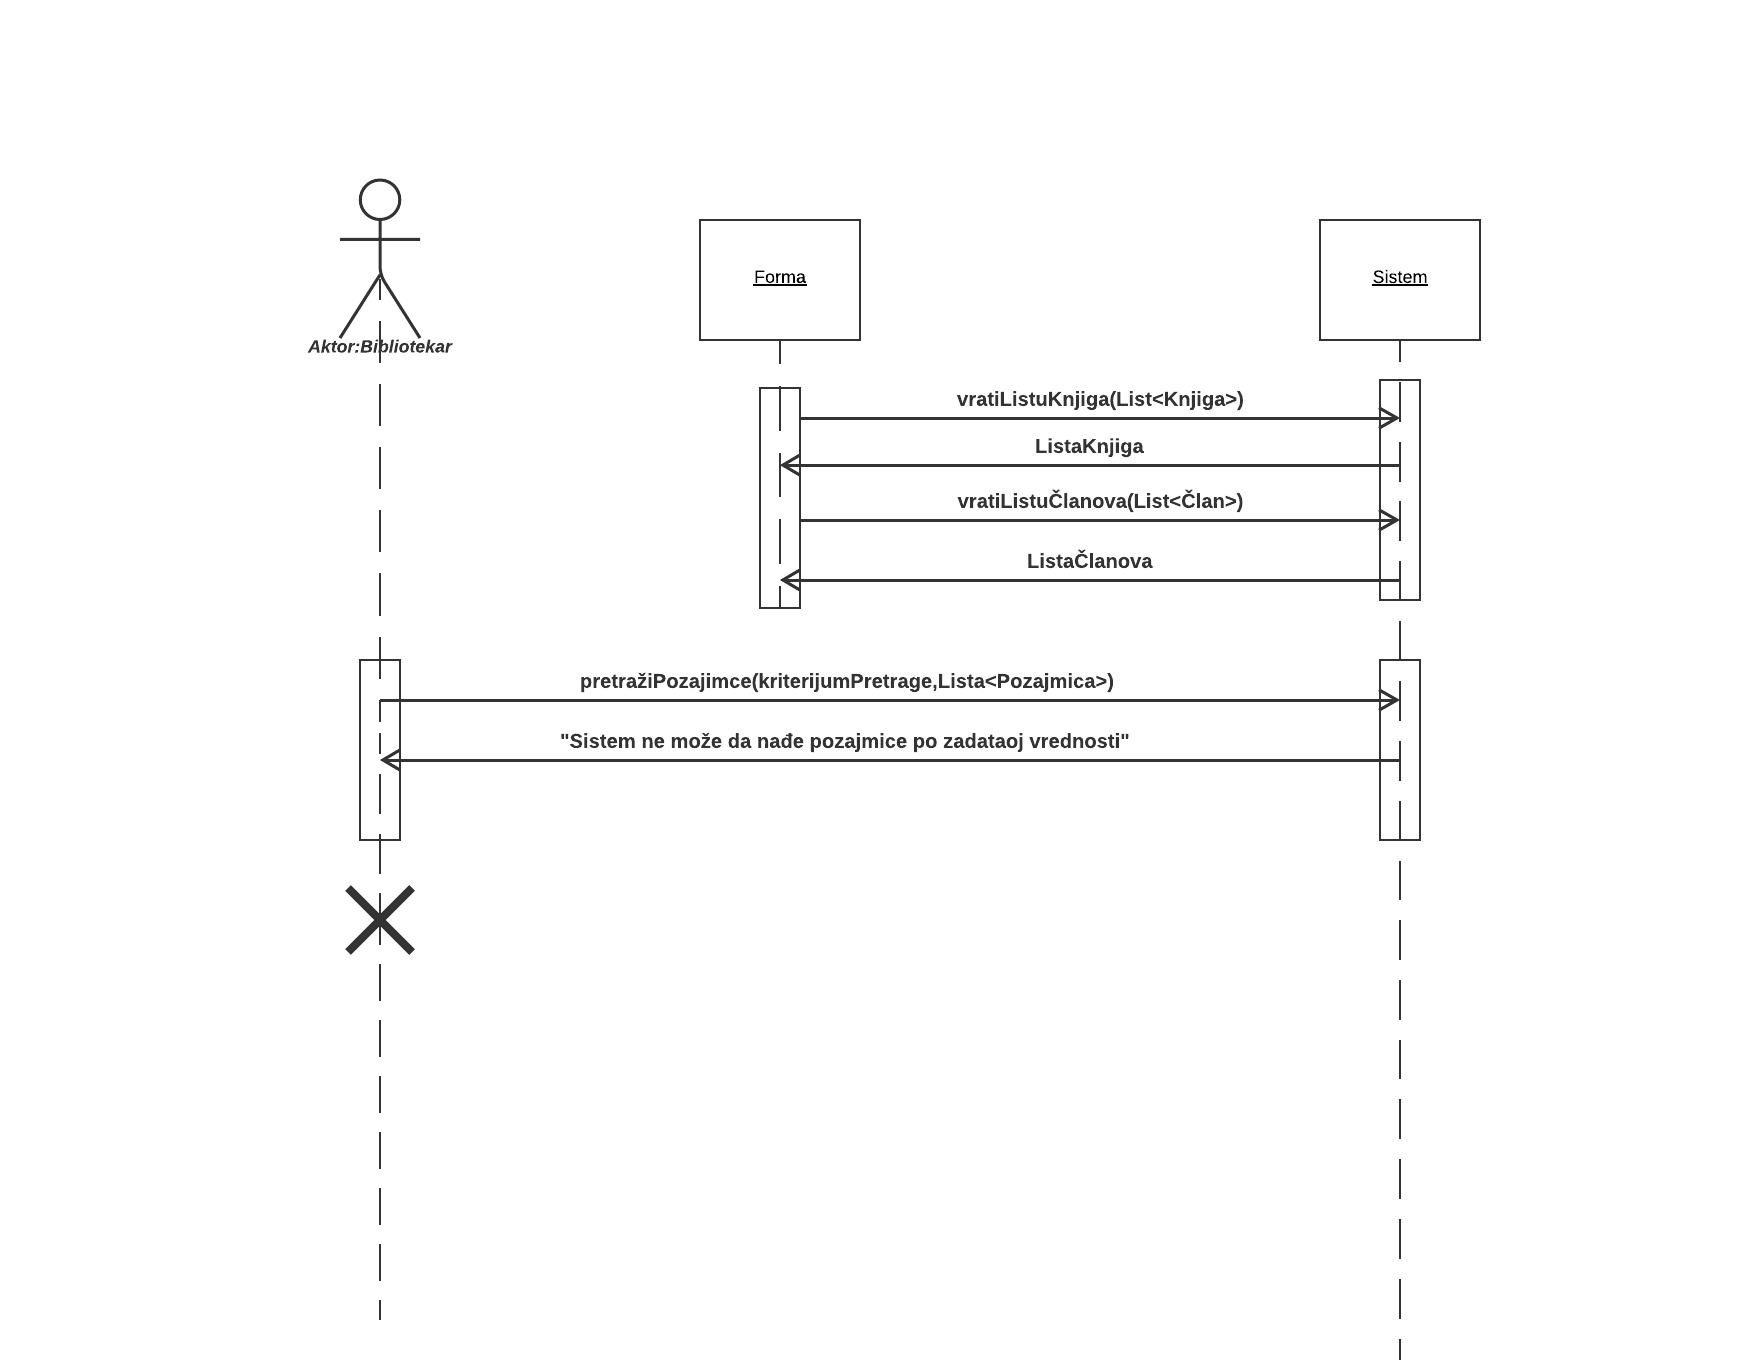 Aktor:Bibliotekar
Forma
Sistem
vratiListuKnjiga(List<Knjiga>)
ListaKnjiga
vratiListuČlanova(List<Član>)
ListaČlanova
pretražiPozajimce(kriterijumPretrage,Lista<Pozajmica>)
"Sistem ne može da nađe pozajmice po zadataoj vrednosti"